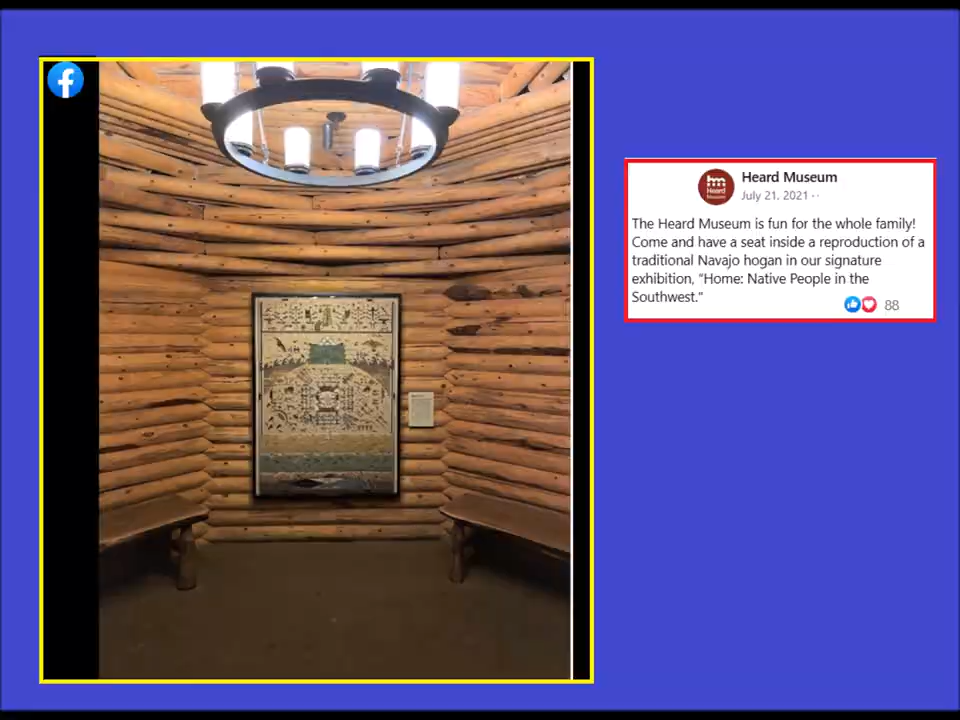 Heard Museum
July 21, 2021 ··
The Heard Museum is fun for the whole family!
Come and have a seat inside a reproduction of a
traditional Navajo hogan in our signature
exhibition, "Home: Native People in the
Southwest."
88